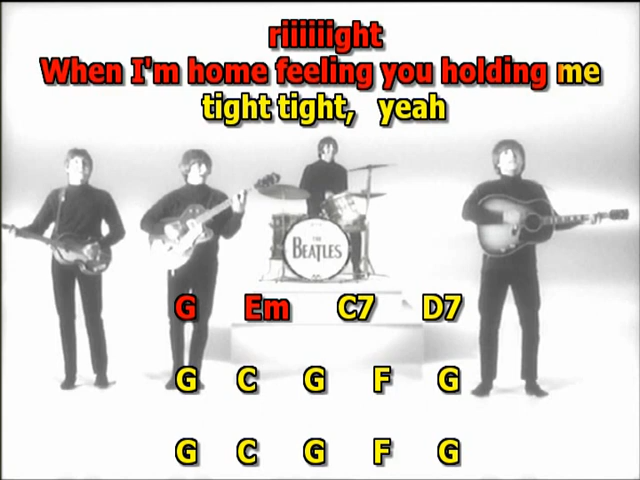 riiiiiight
When I'm home feeling you holding me
tight tight, yeah
THE
BEATLES
G Em C7 D7
G C G F G
G C G F G